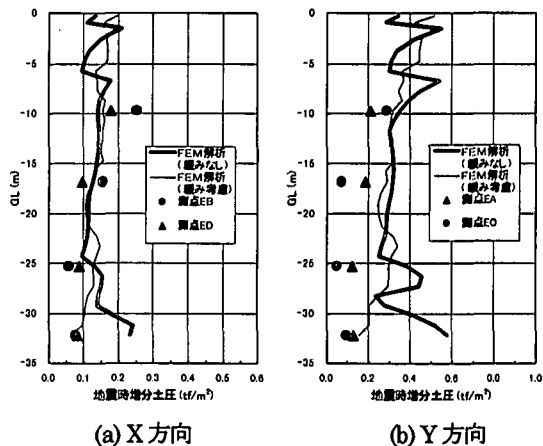 0
-5
-10
-15
-20
-25
-30
-35
GL (m)
FEM解析
(緩みなし)
FEM解析
(緩み考慮)
測点EB
測点ED
0.0 0.1 0.2 0.3 0.4 0.5 0.6
地震時増分土圧 (tf/m²)
(a) X 方向
0
-5
-10
-15
-20
-25
-30
-35
GL (m)
FEM解析
(緩みなし)
FEM解析
(緩み考慮)
測点EA
測点EC
0.0 0.2 0.4 0.6 0.8 1.0
地震時増分土圧 (tf/m²)
(b) Y 方向